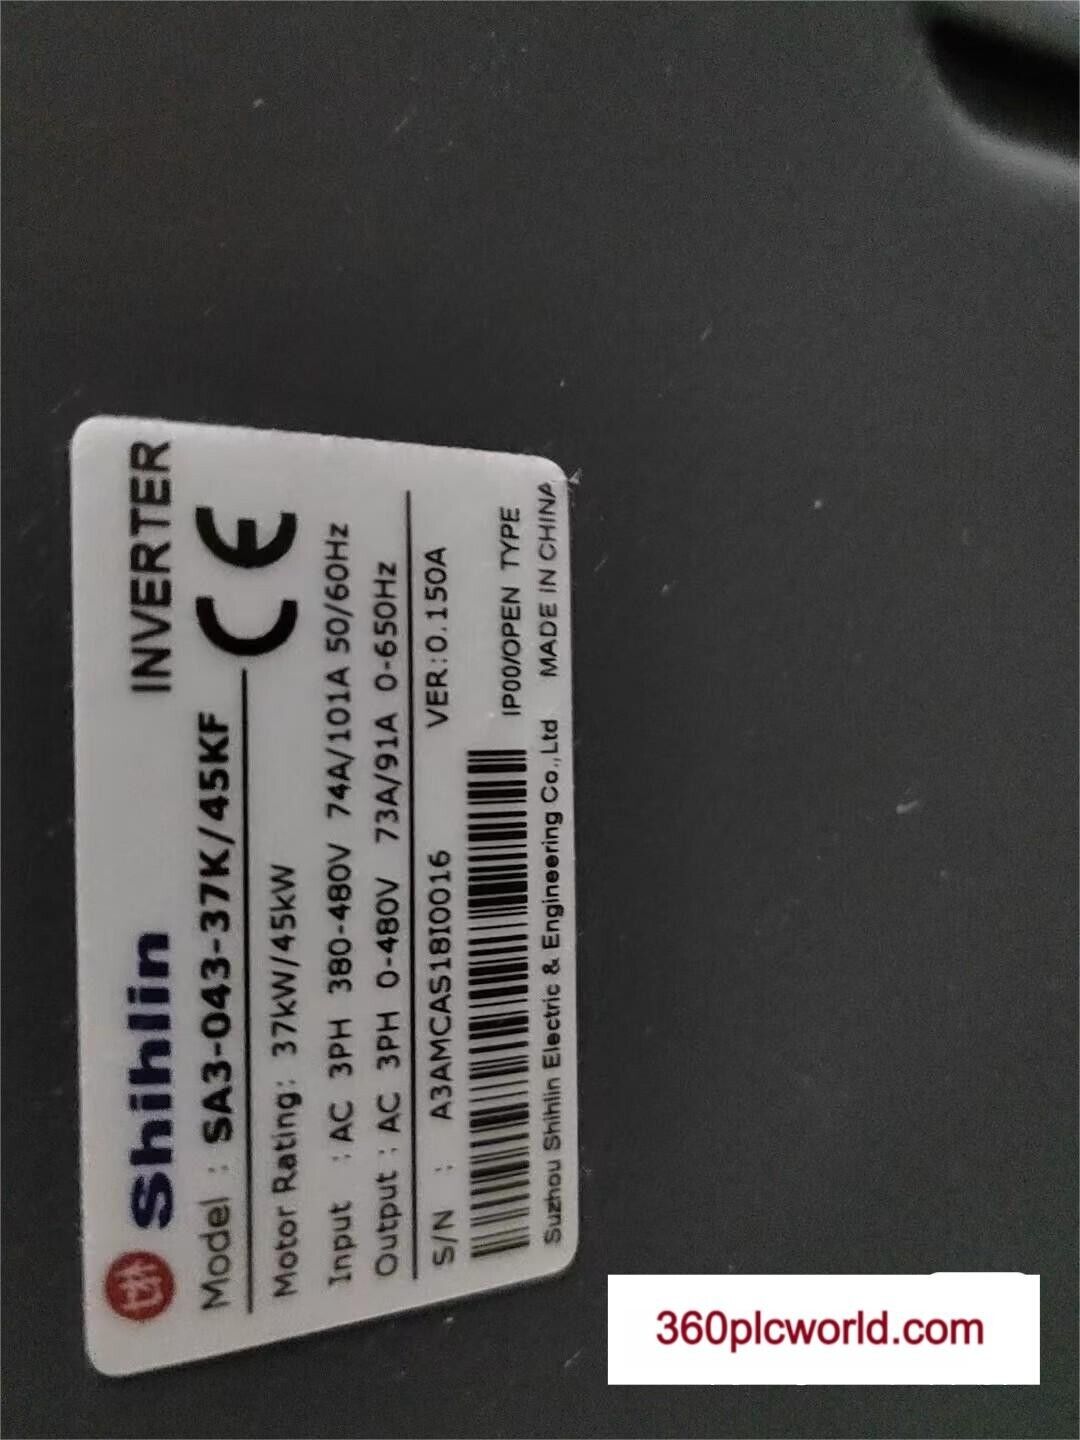 Shihlin INVERTER
Model : SA3-043-37K/45KF
CE
Motor Rating: 37kW/45kW
Input : AC 3PH 380-480V 74A/101A 50/60Hz
Output : AC 3PH 0-480V 73A/91A 0-650Hz
S/N : A3AMCAS18I0016 VER:0.150A
IP00/OPEN TYPE
Suzhou Shihlin Electric & Engineering Co.,Ltd MADE IN CHINA
360plcworld.com